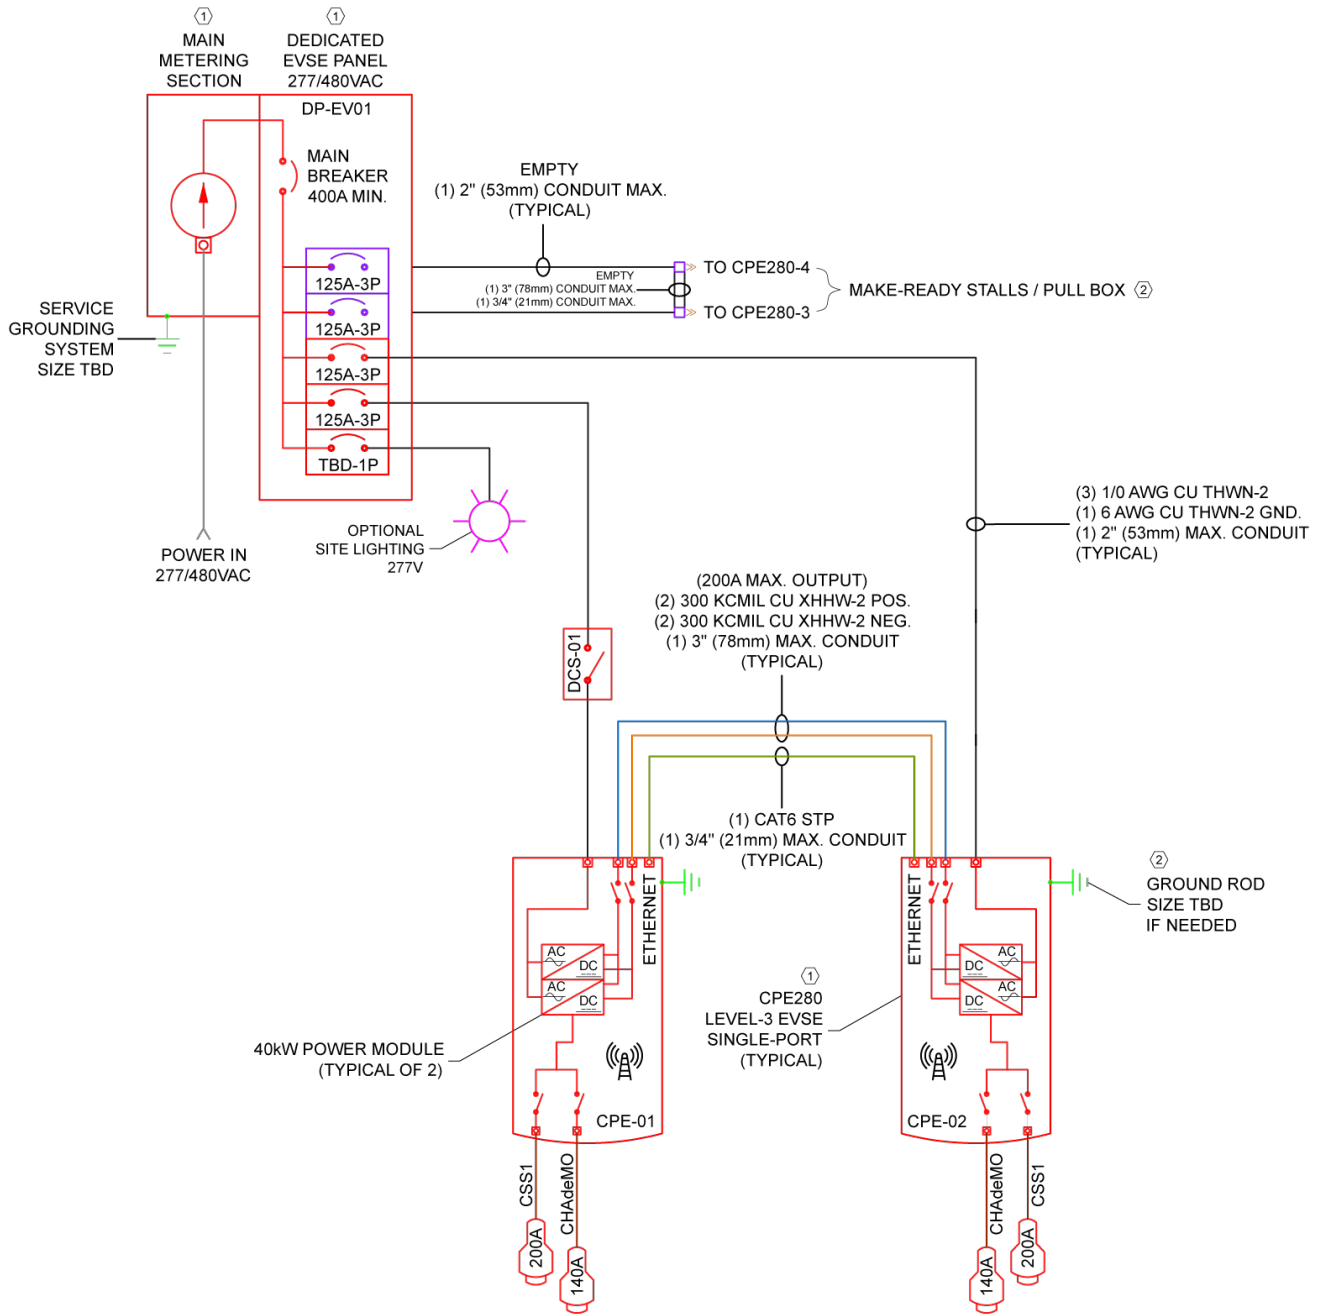 1
MAIN
METERING
SECTION
1
DEDICATED
EVSE PANEL
277/480VAC
DP-EV01
MAIN
BREAKER
400A MIN.
EMPTY
(1) 2" (53mm) CONDUIT MAX.
(TYPICAL)
125A-3P
125A-3P
125A-3P
125A-3P
TBD-1P
EMPTY
(1) 3" (78mm) CONDUIT MAX.
(1) 3/4" (21mm) CONDUIT MAX.
TO CPE280-4
TO CPE280-3
MAKE-READY STALLS / PULL BOX 2
SERVICE
GROUNDING
SYSTEM
SIZE TBD
POWER IN
277/480VAC
OPTIONAL
SITE LIGHTING
277V
(3) 1/0 AWG CU THWN-2
(1) 6 AWG CU THWN-2 GND.
(1) 2" (53mm) MAX. CONDUIT
(TYPICAL)
(200A MAX. OUTPUT)
(2) 300 KCMIL CU XHHW-2 POS.
(2) 300 KCMIL CU XHHW-2 NEG.
(1) 3" (78mm) MAX. CONDUIT
(TYPICAL)
DCS-01
(1) CAT6 STP
(1) 3/4" (21mm) MAX. CONDUIT
(TYPICAL)
ETHERNET
AC
DC
AC
DC
40kW POWER MODULE
(TYPICAL OF 2)
CPE-01
CSS1
CHAdeMO
200A
140A
1
CPE280
LEVEL-3 EVSE
SINGLE-PORT
(TYPICAL)
ETHERNET
AC
DC
AC
DC
CPE-02
CHAdeMO
CSS1
140A
200A
2
GROUND ROD
SIZE TBD
IF NEEDED